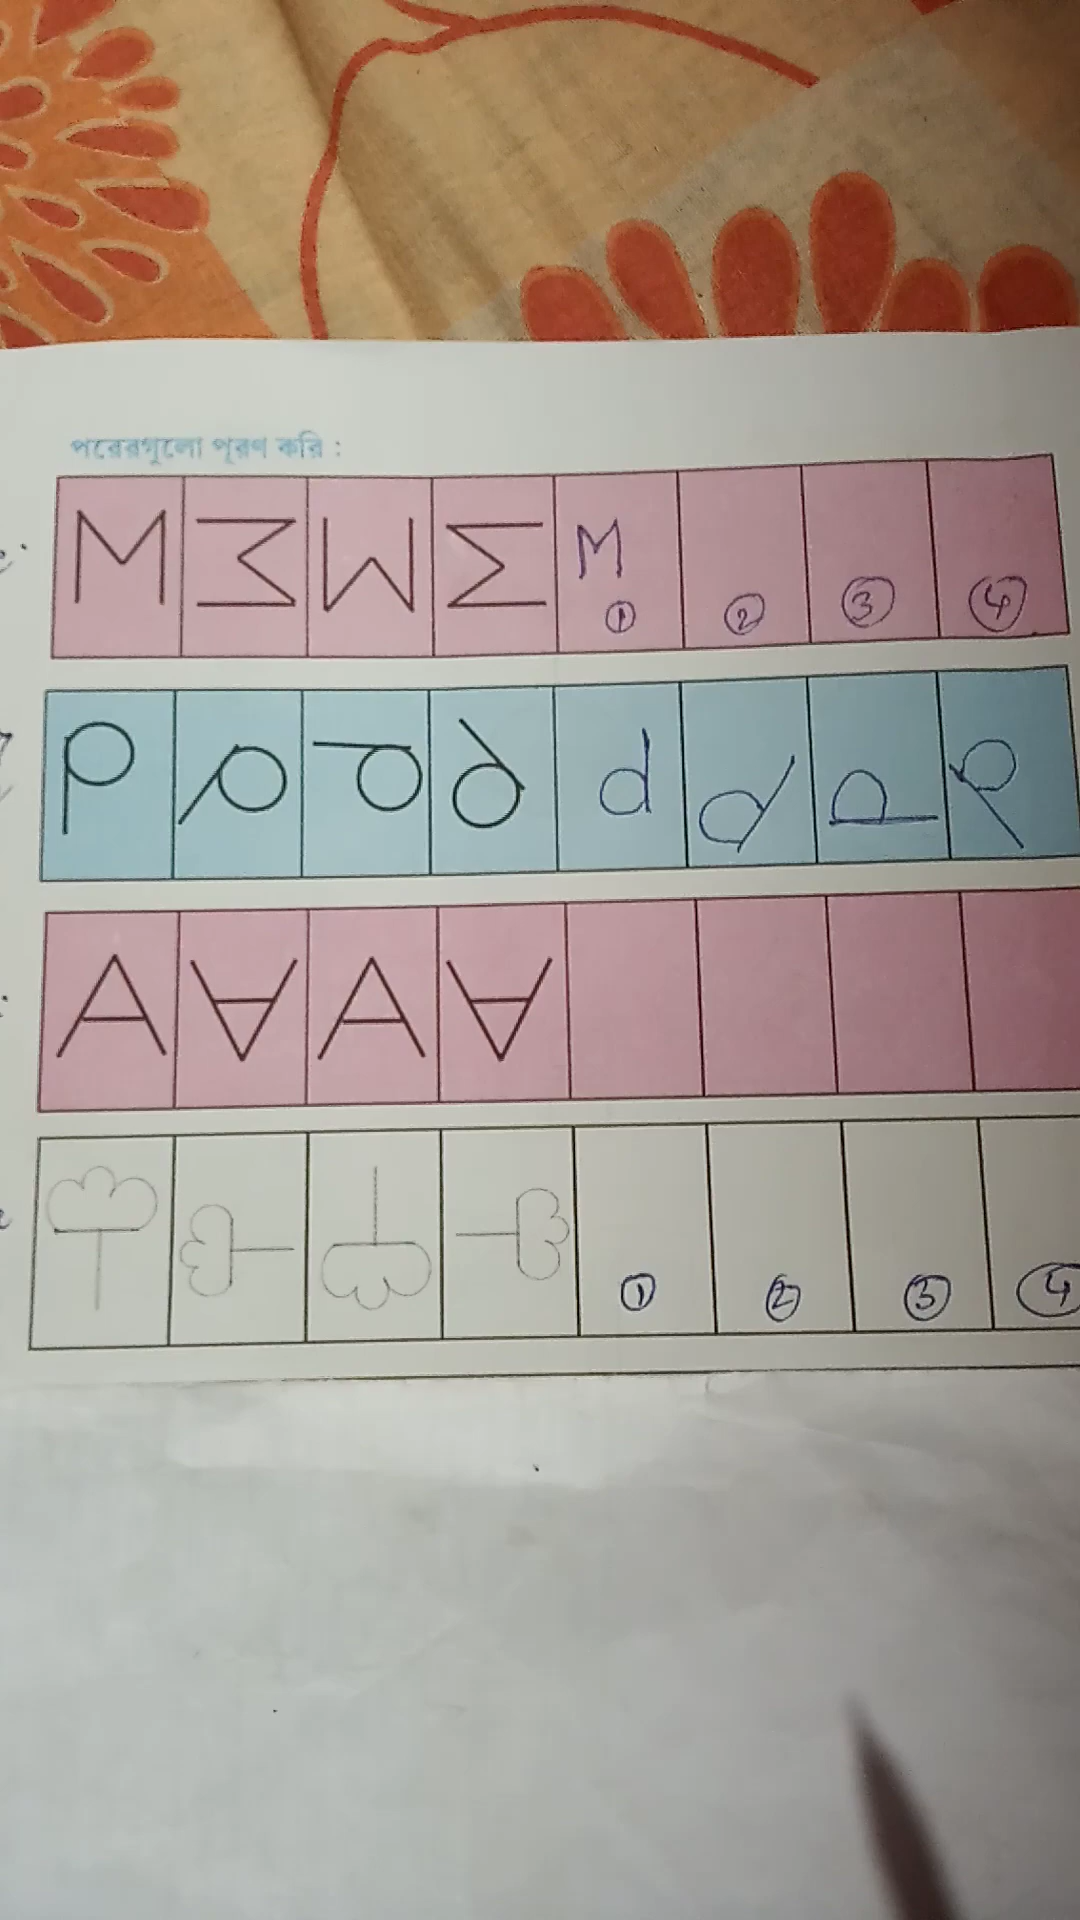 পরেরগুলো পূরণ করি :
M Σ W Σ M ① ② ③ ④
P P P P d d P P
A ∀ A ∀
① ② ③ ④